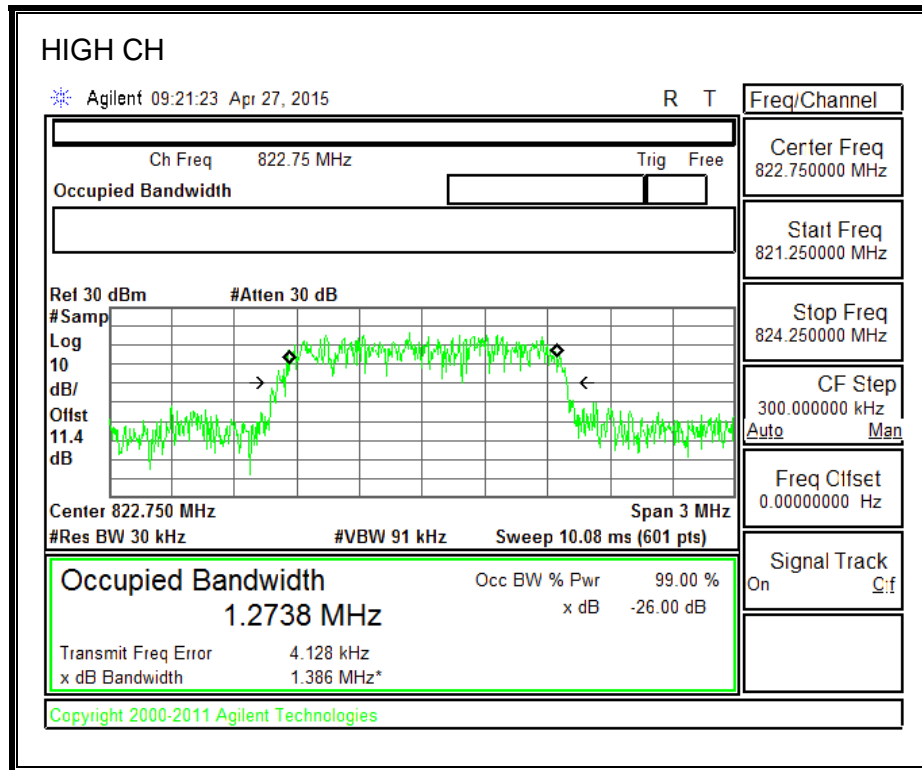 HIGH CH
Agilent 09:21:23 Apr 27, 2015 R T
Freq/Channel
Ch Freq 822.75 MHz Trig Free
Occupied Bandwidth
Center Freq
822.750000 MHz
Start Freq
821.250000 MHz
Stop Freq
824.250000 MHz
CF Step
300.000000 kHz
Auto Man
Freq Offset
0.00000000 Hz
Signal Track
On Off
Ref 30 dBm #Atten 30 dB
#Samp
Log
10
dB/
Offst
11.4
dB
Center 822.750 MHz Span 3 MHz
#Res BW 30 kHz #VBW 91 kHz Sweep 10.08 ms (601 pts)
Occupied Bandwidth
1.2738 MHz
Occ BW % Pwr 99.00 %
x dB -26.00 dB
Transmit Freq Error 4.128 kHz
x dB Bandwidth 1.386 MHz*
Copyright 2000-2011 Agilent Technologies